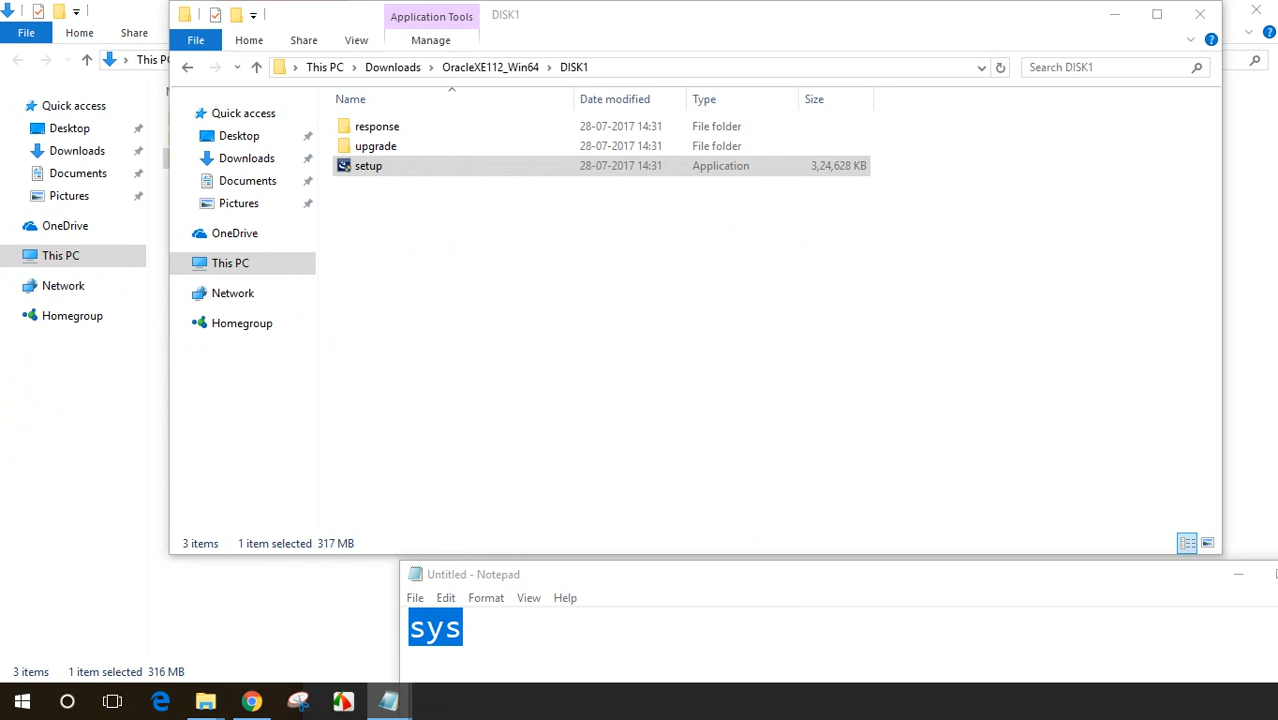 File Home Share
This PC
Quick access
Desktop
Downloads
Documents
Pictures
OneDrive
This PC
Network
Homegroup
3 items 1 item selected 316 MB
Application Tools DISK1
File Home Share View Manage
This PC Downloads OracleXE112_Win64 DISK1 Search DISK1
Quick access
Desktop
Downloads
Documents
Pictures
OneDrive
This PC
Network
Homegroup
Name Date modified Type Size
response 28-07-2017 14:31 File folder
upgrade 28-07-2017 14:31 File folder
setup 28-07-2017 14:31 Application 3,24,628 KB
3 items 1 item selected 317 MB
Untitled - Notepad
File Edit Format View Help
sys